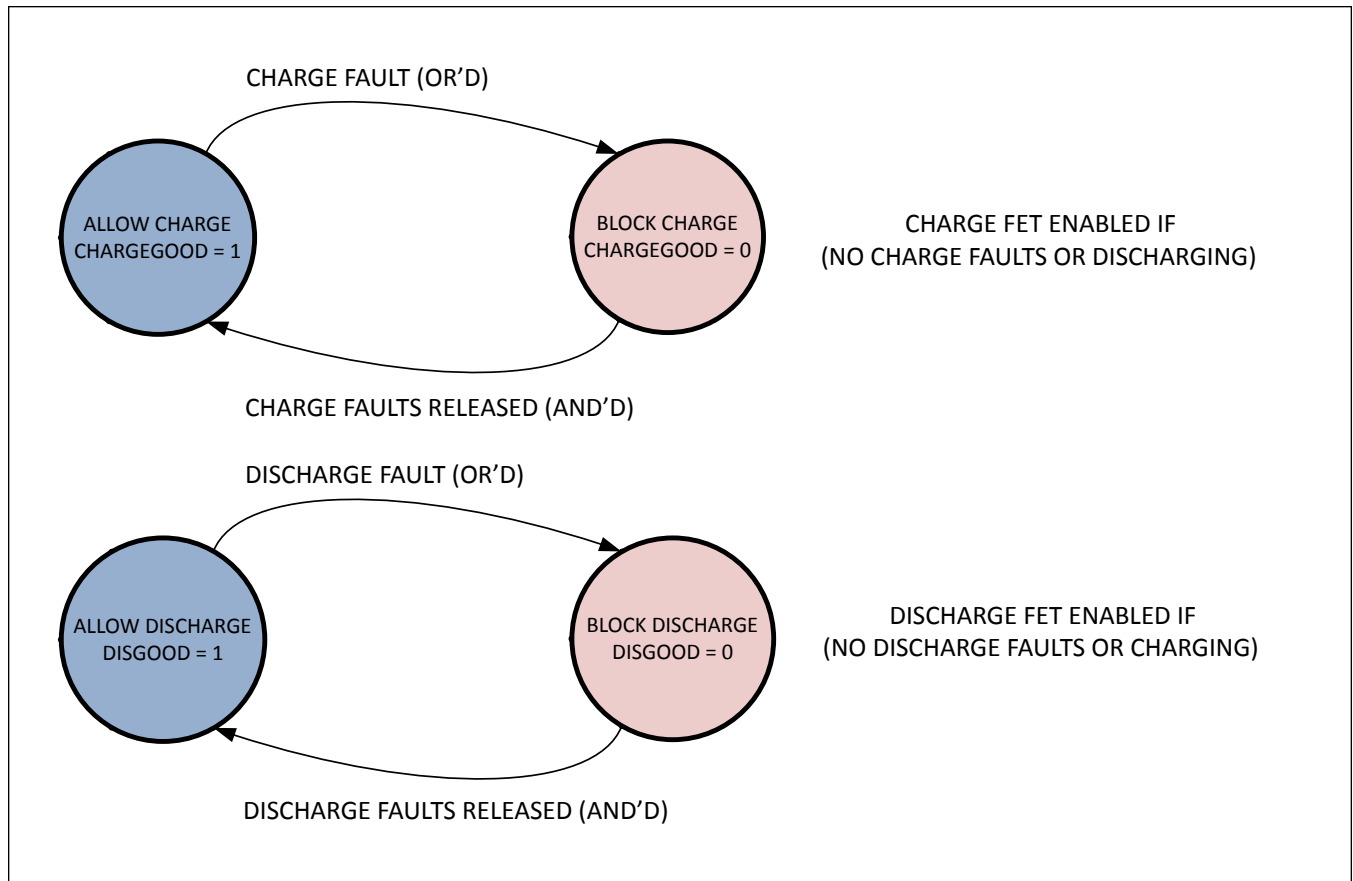 CHARGE FAULT (OR’D)
ALLOW CHARGE
CHARGEGOOD = 1
BLOCK CHARGE
CHARGEGOOD = 0
CHARGE FET ENABLED IF
(NO CHARGE FAULTS OR DISCHARGING)
CHARGE FAULTS RELEASED (AND’D)
DISCHARGE FAULT (OR’D)
ALLOW DISCHARGE
DISGOOD = 1
BLOCK DISCHARGE
DISGOOD = 0
DISCHARGE FET ENABLED IF
(NO DISCHARGE FAULTS OR CHARGING)
DISCHARGE FAULTS RELEASED (AND’D)